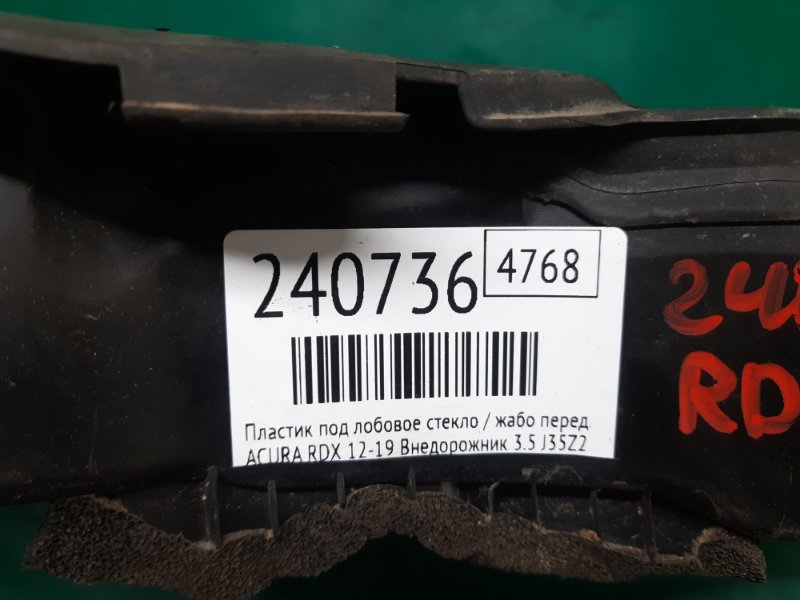 240736
4768
Пластик под лобовое стекло / жабо перед
ACURA RDX 12-19 Внедорожник 3.5 J35Z2
RD